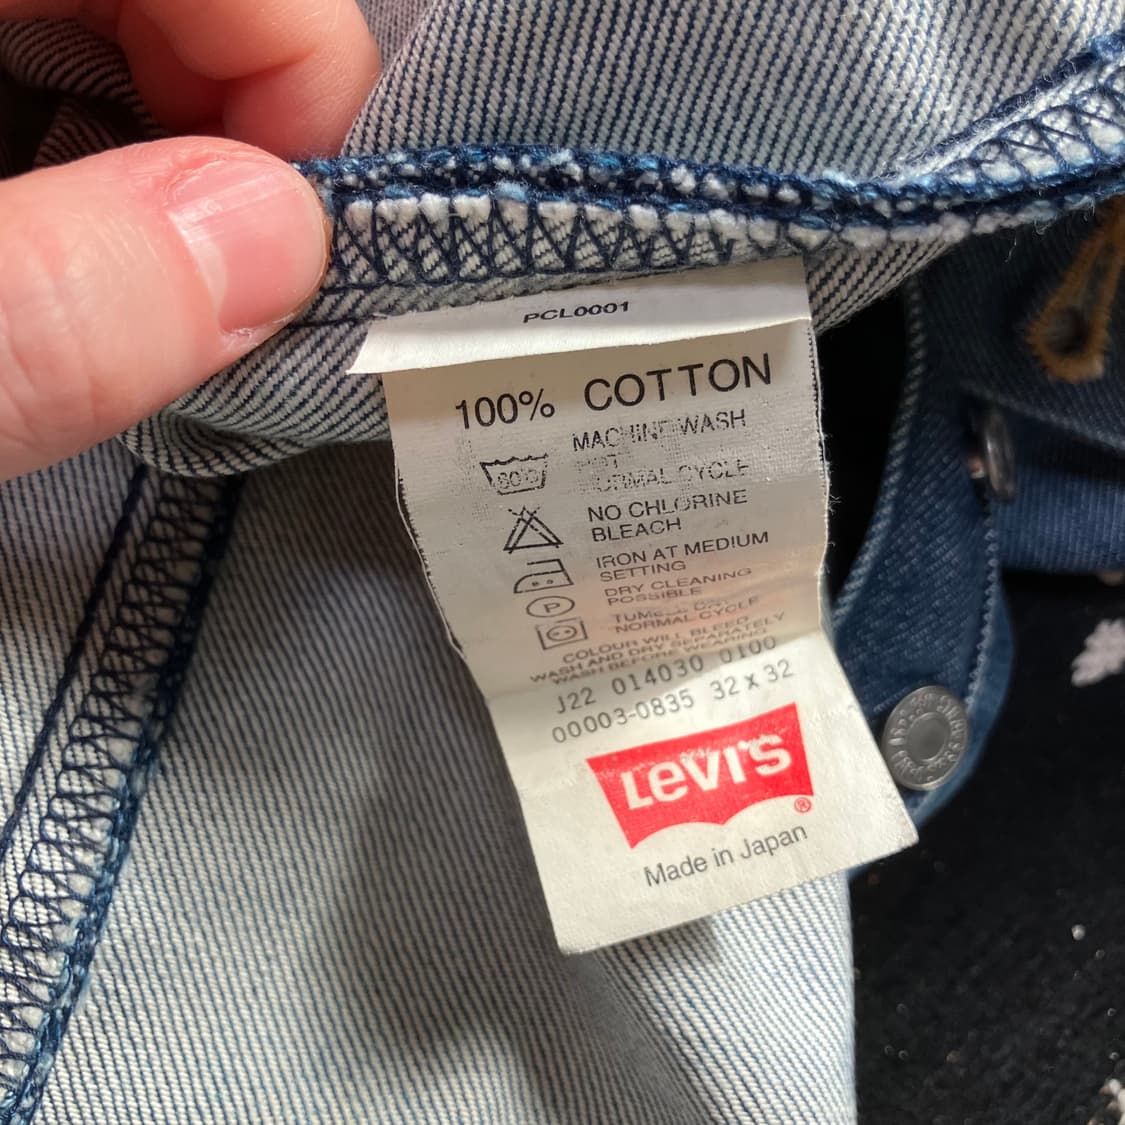 PCL0001
100% COTTON
MACHINE WASH
HOT
60°C
NORMAL CYCLE
NO CHLORINE
BLEACH
IRON AT MEDIUM
SETTING
DRY CLEANING
POSSIBLE
P
NORMAL CYCLE
COLOUR WILL BLEED
WASH AND DRY SEPARATELY
WASH BEFORE WEARING
J22 014030 0100
00003-0835 32 x 32
LEVI'S
®
Made in Japan